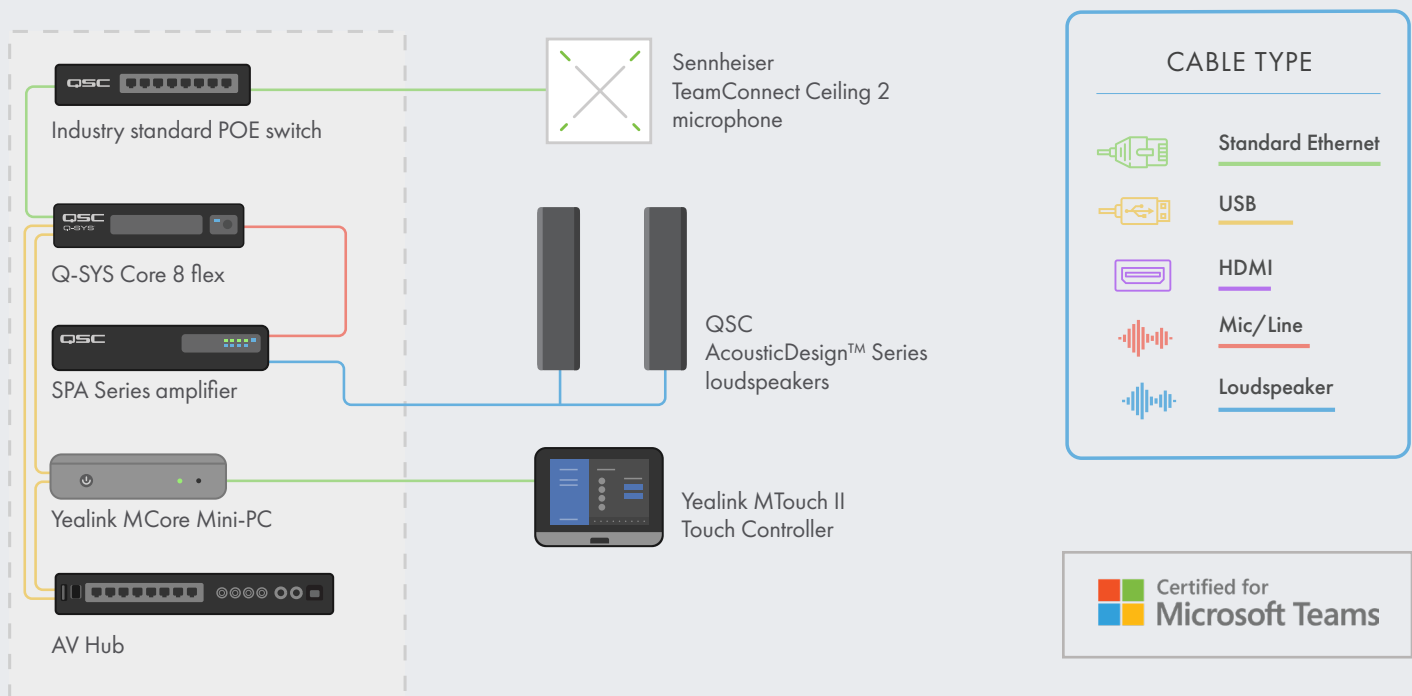 QSC
Industry standard POE switch
Sennheiser
TeamConnect Ceiling 2
microphone
QSC
Q-SYS
Q-SYS Core 8 flex
QSC
SPA Series amplifier
QSC
AcousticDesign™ Series
loudspeakers
Yealink MCore Mini-PC
Yealink MTouch II
Touch Controller
AV Hub
CABLE TYPE
Standard Ethernet
USB
HDMI
Mic/Line
Loudspeaker
Certified for
Microsoft Teams